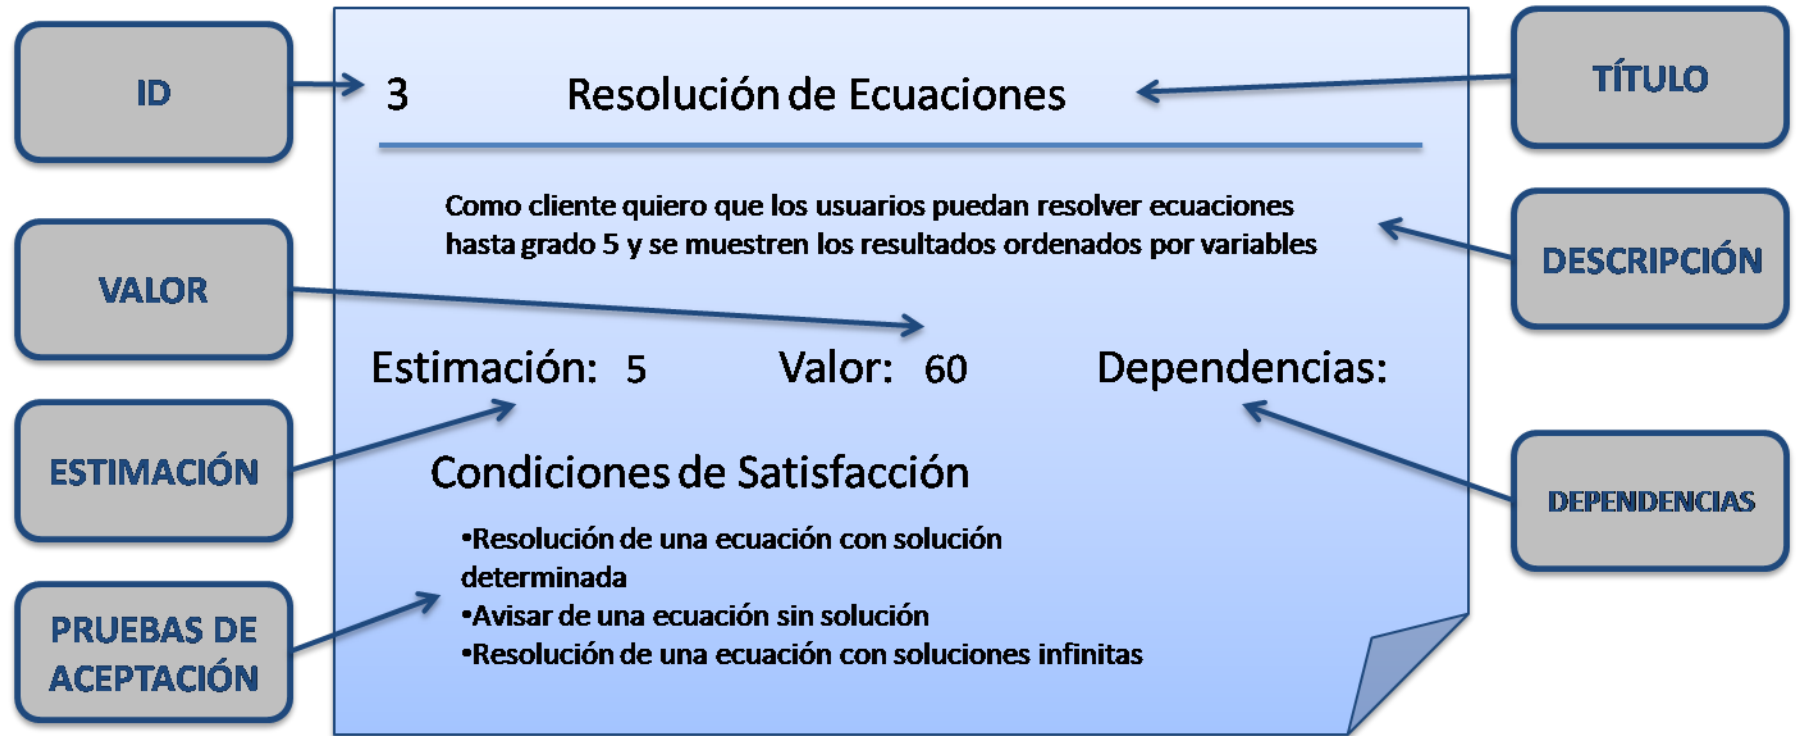 ID
3 Resolución de Ecuaciones
TÍTULO
Como cliente quiero que los usuarios puedan resolver ecuaciones
hasta grado 5 y se muestren los resultados ordenados por variables
DESCRIPCIÓN
VALOR
Estimación: 5 Valor: 60 Dependencias:
ESTIMACIÓN
DEPENDENCIAS
Condiciones de Satisfacción
•Resolución de una ecuación con solución
determinada
•Avisar de una ecuación sin solución
•Resolución de una ecuación con soluciones infinitas
PRUEBAS DE
ACEPTACIÓN